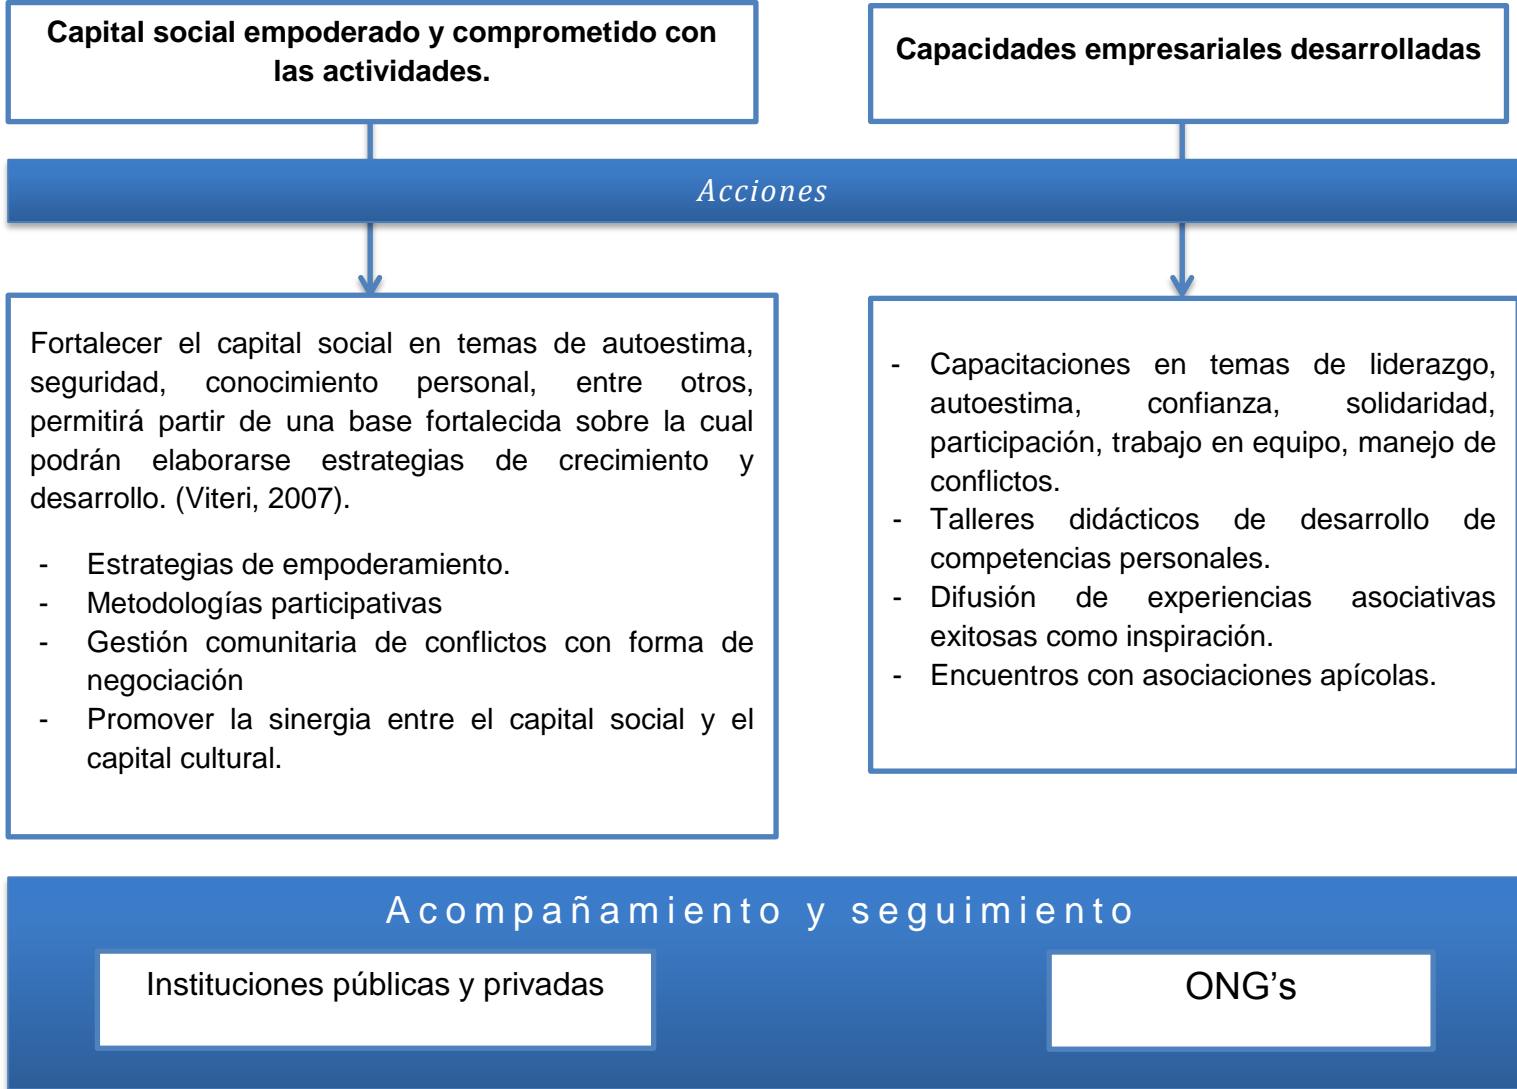 Capital social empoderado y comprometido con
las actividades.
Capacidades empresariales desarrolladas
Acciones
Fortalecer el capital social en temas de autoestima,
seguridad, conocimiento personal, entre otros,
permitirá partir de una base fortalecida sobre la cual
podrán elaborarse estrategias de crecimiento y
desarrollo. (Viteri, 2007).
- Estrategias de empoderamiento.
- Metodologías participativas
- Gestión comunitaria de conflictos con forma de
negociación
- Promover la sinergia entre el capital social y el
capital cultural.
- Capacitaciones en temas de liderazgo,
autoestima, confianza, solidaridad,
participación, trabajo en equipo, manejo de
conflictos.
- Talleres didácticos de desarrollo de
competencias personales.
- Difusión de experiencias asociativas
exitosas como inspiración.
- Encuentros con asociaciones apícolas.
Acompañamiento y seguimiento
Instituciones públicas y privadas
ONG’s